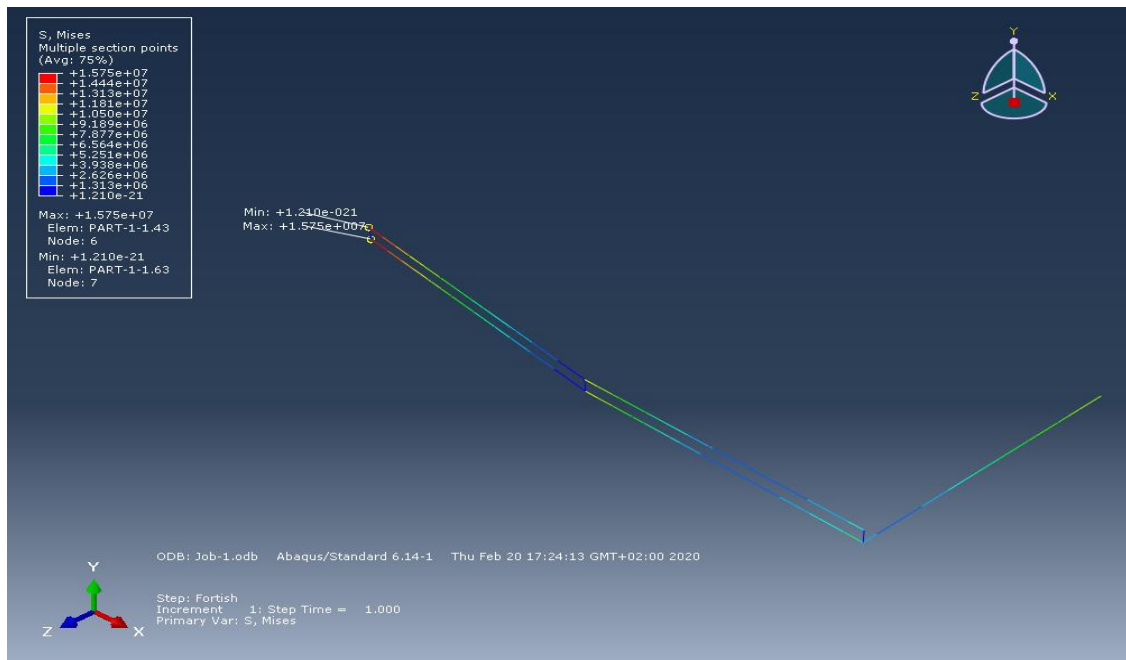 S, Mises
Multiple section points
(Avg: 75%)
+1.575e+07
+1.444e+07
+1.313e+07
+1.181e+07
+1.050e+07
+9.189e+06
+7.877e+06
+6.564e+06
+5.251e+06
+3.938e+06
+2.626e+06
+1.313e+06
+1.210e-21
Max: +1.575e+07
Elem: PART-1-1.43
Node: 6
Min: +1.210e-21
Elem: PART-1-1.63
Node: 7
Y
Z
X
Min: +1.210e-021
Max: +1.575e+007
ODB: Job-1.odb Abaqus/Standard 6.14-1 Thu Feb 20 17:24:13 GMT+02:00 2020
Y
Z
X
Step: Fortish
Increment 1: Step Time = 1.000
Primary Var: S, Mises